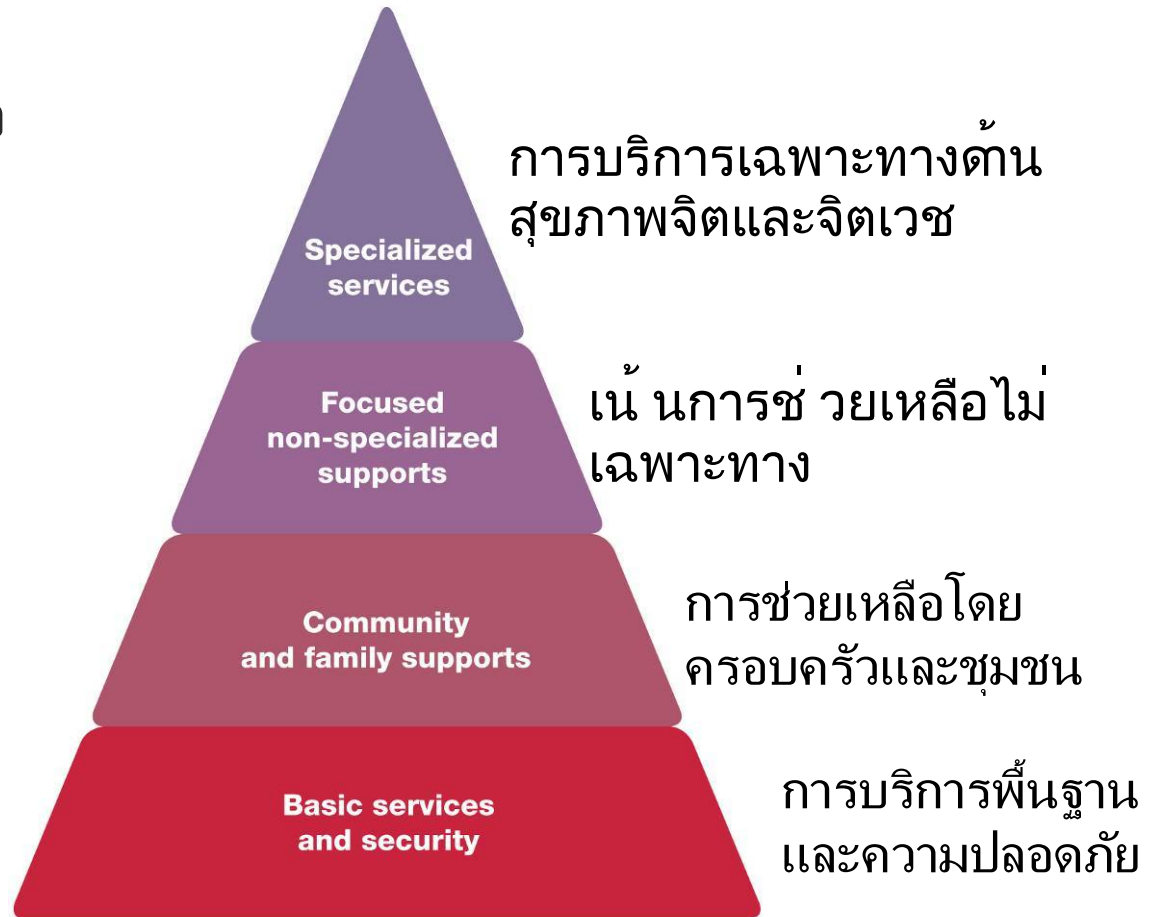 การบริการเฉพาะทางด้าน
สุขภาพจิตและจิตเวช
Specialized
services
เน้ นการช่ วยเหลือไม่
เฉพาะทาง
Focused
non-specialized
supports
การช่วยเหลือโดย
ครอบครัวและชุมชน
Community
and family supports
การบริการพื้นฐาน
และความปลอดภัย
Basic services
and security